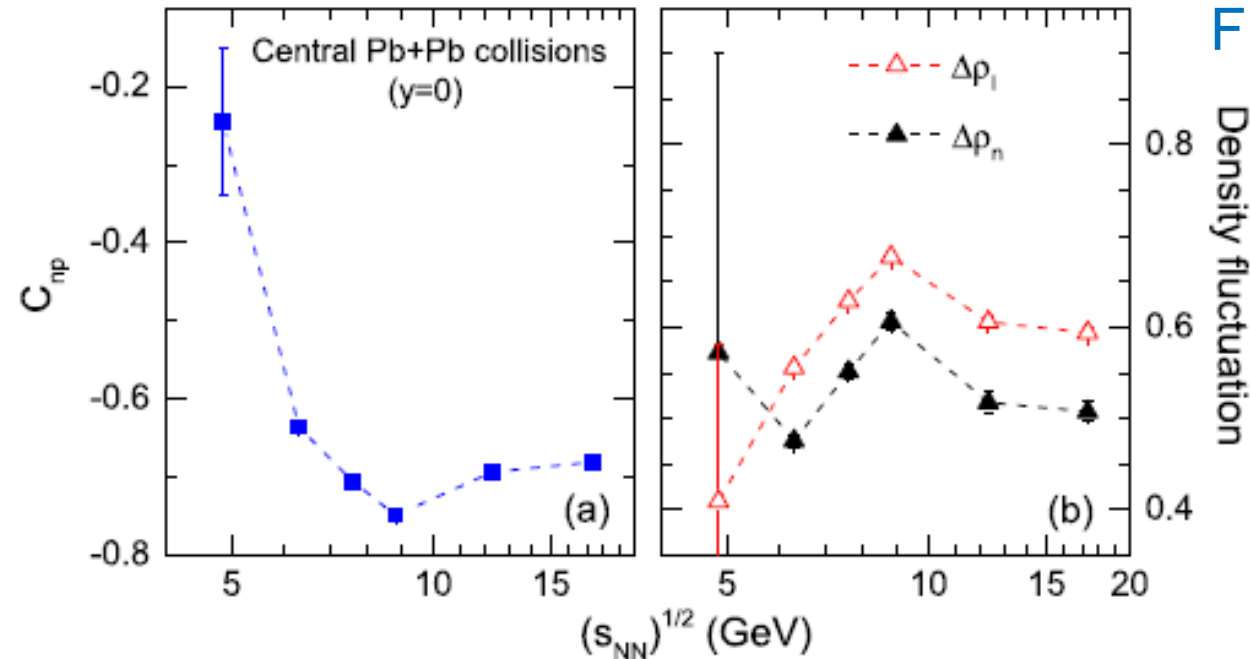 F
Central Pb+Pb collisions
(y=0)
C_np
-0.2
-0.4
-0.6
-0.8
(a)
5
10
15
Δρ_I
Δρ_n
(b)
5
10
15
20
0.8
0.6
0.4
Density fluctuation
(s_NN)^1/2 (GeV)